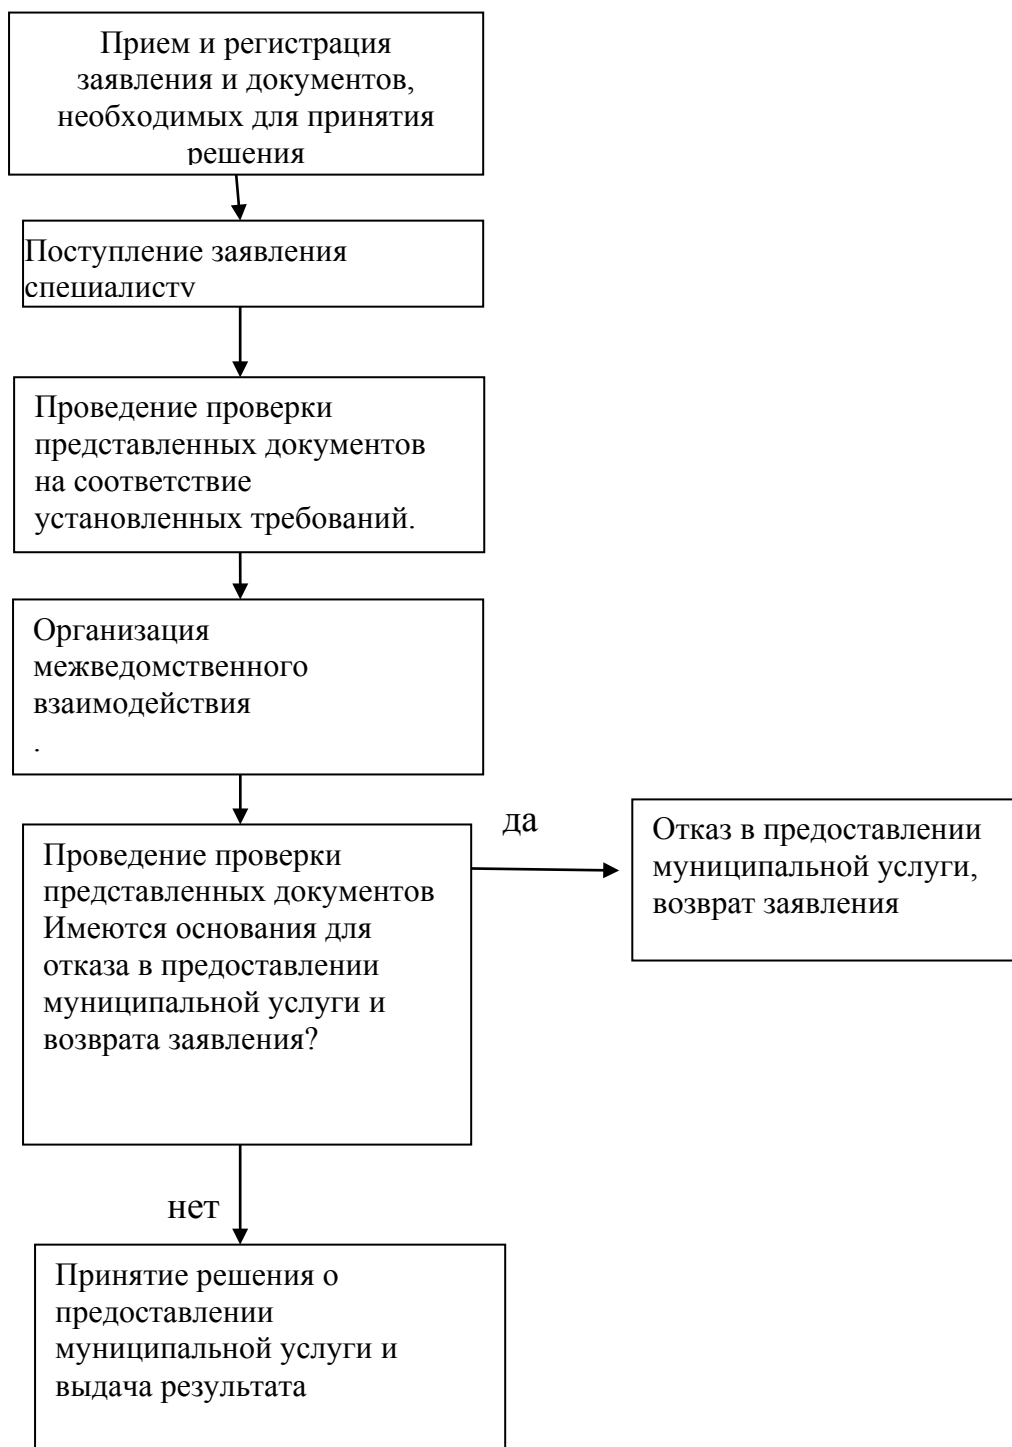 Прием и регистрация
заявления и документов,
необходимых для принятия
решения
Поступление заявления
специалисту
Проведение проверки
представленных документов
на соответствие
установленных требований.
Организация
межведомственного
взаимодействия
.
да
Проведение проверки
представленных документов
Имеются основания для
отказа в предоставлении
муниципальной услуги и
возврата заявления?
Отказ в предоставлении
муниципальной услуги,
возврат заявления
нет
Принятие решения о
предоставлении
муниципальной услуги и
выдача результата